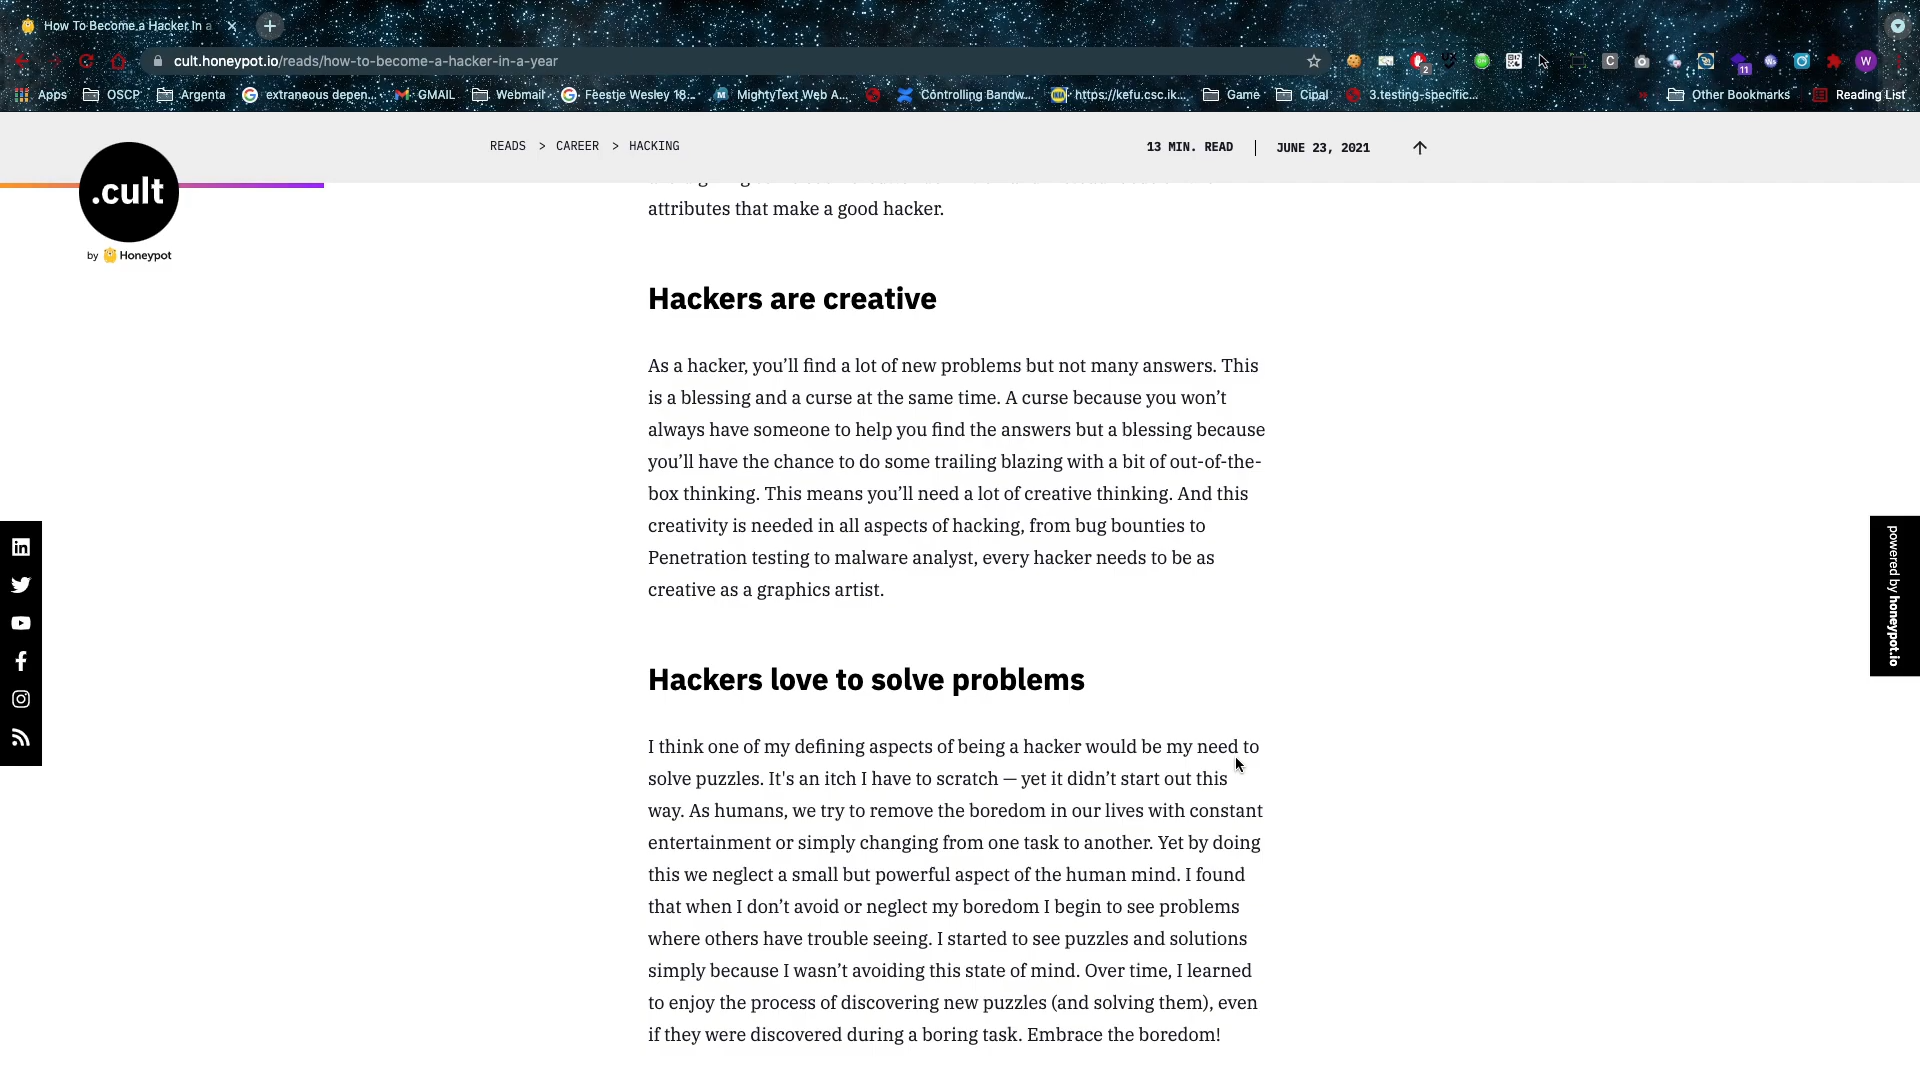 How To Become a Hacker in a
cult.honeypot.io/reads/how-to-become-a-hacker-in-a-year
2
C
11
W
Apps OSCP Argenta extraneous depen... GMAIL Webmail Feestje Wesley 18... MightyText Web A... Controlling Bandw... https://kefu.csc.ik... Game Cipal 3.testing-specific... » Other Bookmarks Reading List
READS > CAREER > HACKING
13 MIN. READ | JUNE 23, 2021
.cult
by Honeypot
attributes that make a good hacker.
Hackers are creative
As a hacker, you’ll find a lot of new problems but not many answers. This
is a blessing and a curse at the same time. A curse because you won’t
always have someone to help you find the answers but a blessing because
you’ll have the chance to do some trailing blazing with a bit of out-of-the-
box thinking. This means you’ll need a lot of creative thinking. And this
creativity is needed in all aspects of hacking, from bug bounties to
Penetration testing to malware analyst, every hacker needs to be as
creative as a graphics artist.
Hackers love to solve problems
I think one of my defining aspects of being a hacker would be my need to
solve puzzles. It's an itch I have to scratch — yet it didn’t start out this
way. As humans, we try to remove the boredom in our lives with constant
entertainment or simply changing from one task to another. Yet by doing
this we neglect a small but powerful aspect of the human mind. I found
that when I don’t avoid or neglect my boredom I begin to see problems
where others have trouble seeing. I started to see puzzles and solutions
simply because I wasn’t avoiding this state of mind. Over time, I learned
to enjoy the process of discovering new puzzles (and solving them), even
if they were discovered during a boring task. Embrace the boredom!
powered by honeypot.io